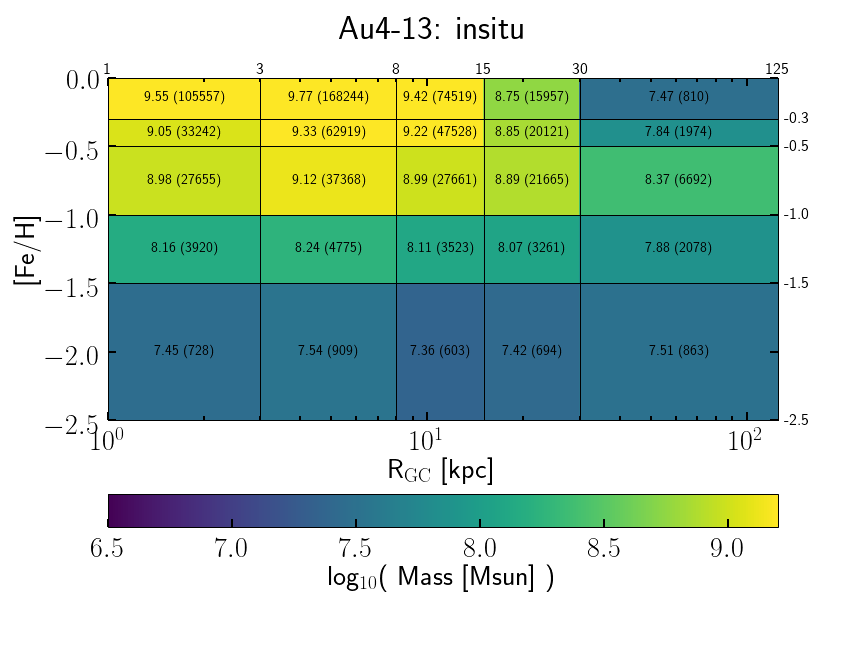 Au4-13: insitu
1 3 8 15 30 125
0.0
9.55 (105557) 9.77 (168244) 9.42 (74519) 8.75 (15957) 7.47 (810)
-0.3
9.05 (33242) 9.33 (62919) 9.22 (47528) 8.85 (20121) 7.84 (1974)
−0.5 -0.5
8.98 (27655) 9.12 (37368) 8.99 (27661) 8.89 (21665) 8.37 (6692)
−1.0 -1.0
[Fe/H]
8.16 (3920) 8.24 (4775) 8.11 (3523) 8.07 (3261) 7.88 (2078)
−1.5 -1.5
7.45 (728) 7.54 (909) 7.36 (603) 7.42 (694) 7.51 (863)
−2.0
−2.5 -2.5
10⁰ 10¹ 10²
R_GC [kpc]
6.5 7.0 7.5 8.0 8.5 9.0
log₁₀( Mass [Msun] )